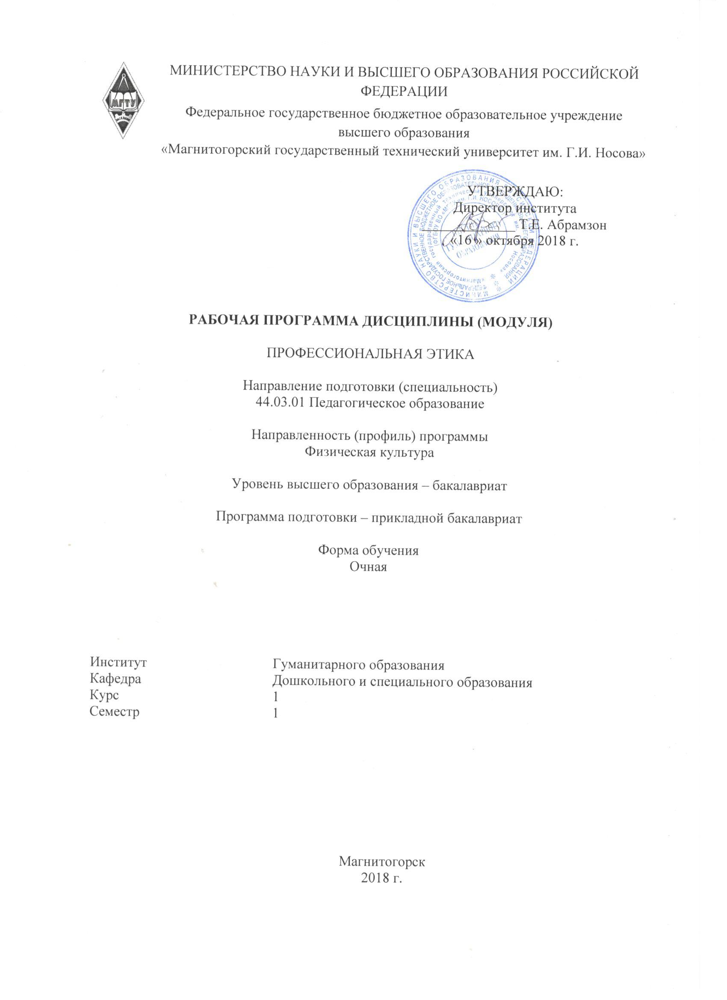 МИНИСТЕРСТВО НАУКИ И ВЫСШЕГО ОБРАЗОВАНИЯ РОССИЙСКОЙ
ФЕДЕРАЦИИ
Федеральное государственное бюджетное образовательное учреждение
высшего образования
«Магнитогорский государственный технический университет им. Г.И. Носова»
МГТУ
УТВЕРЖДАЮ:
Директор института
Т.Е. Абрамзон
«16» октября 2018 г.
РАБОЧАЯ ПРОГРАММА ДИСЦИПЛИНЫ (МОДУЛЯ)
ПРОФЕССИОНАЛЬНАЯ ЭТИКА
Направление подготовки (специальность)
44.03.01 Педагогическое образование
Направленность (профиль) программы
Физическая культура
Уровень высшего образования – бакалавриат
Программа подготовки – прикладной бакалавриат
Форма обучения
Очная
Институт Гуманитарного образования
Кафедра Дошкольного и специального образования
Курс 1
Семестр 1
Магнитогорск
2018 г.